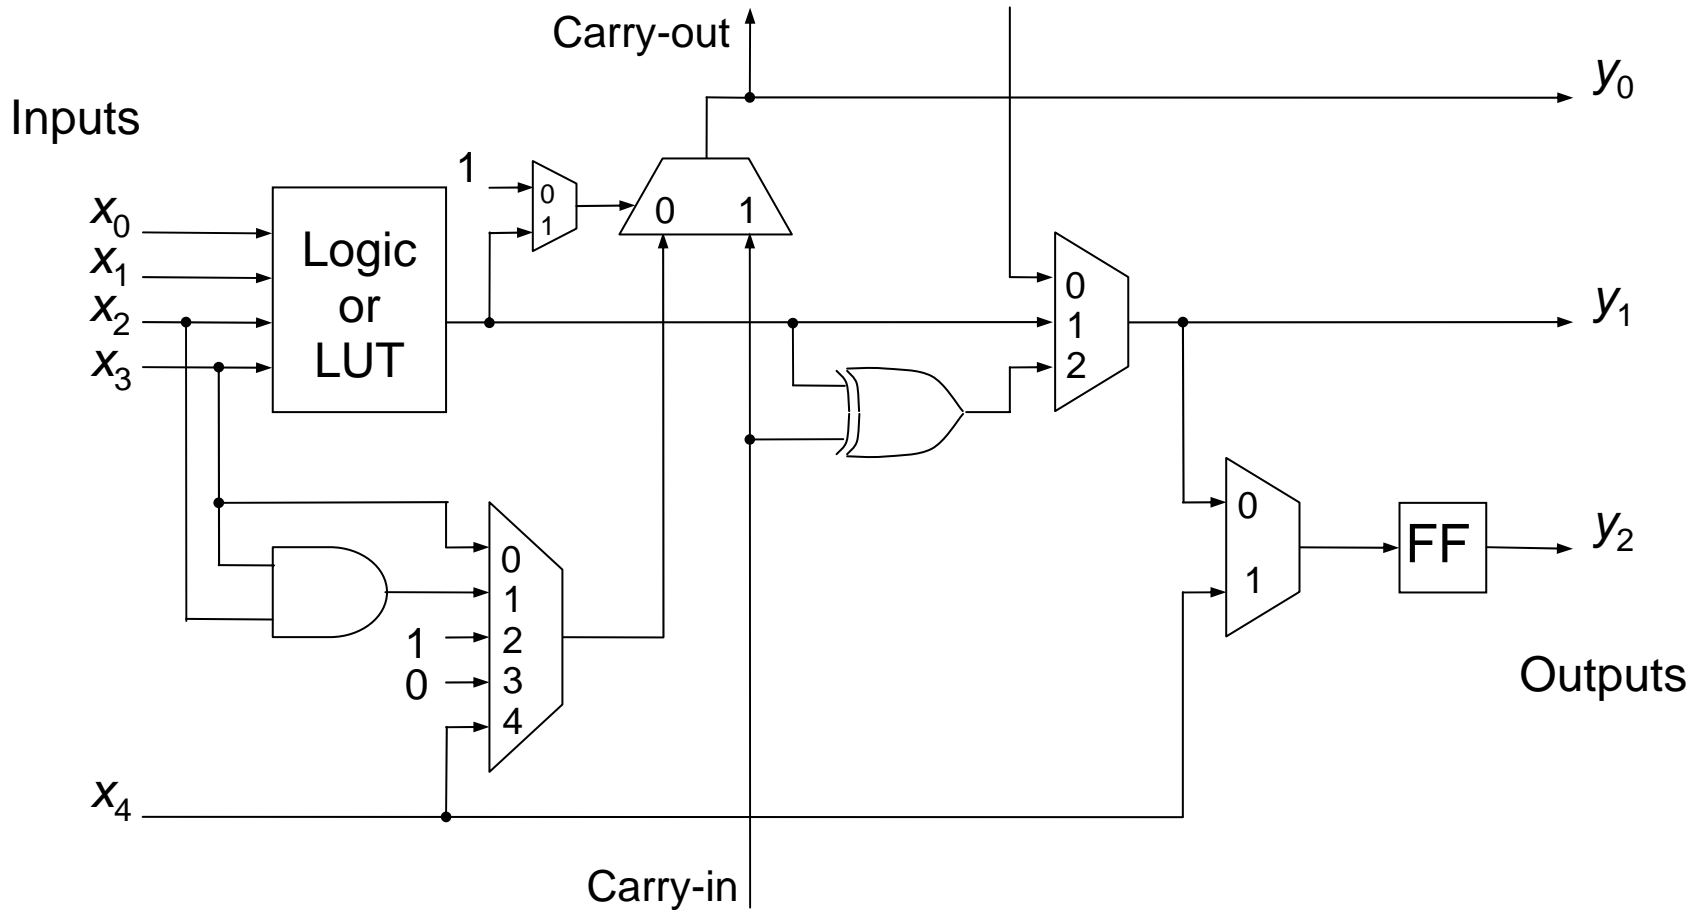 Carry-out
y0
Inputs
1
0
1
0 1
x0
x1
x2
x3
Logic
or
LUT
0
1
2
y1
0
1
FF
y2
0
1
1 2
0 3
4
Outputs
x4
Carry-in